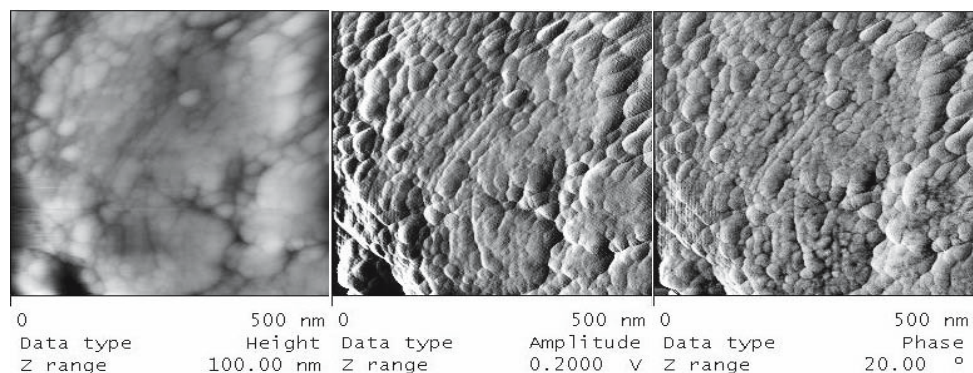 0 500 nm
Data type Height
Z range 100.00 nm
0 500 nm
Data type Amplitude
Z range 0.2000 V
0 500 nm
Data type Phase
Z range 20.00 º